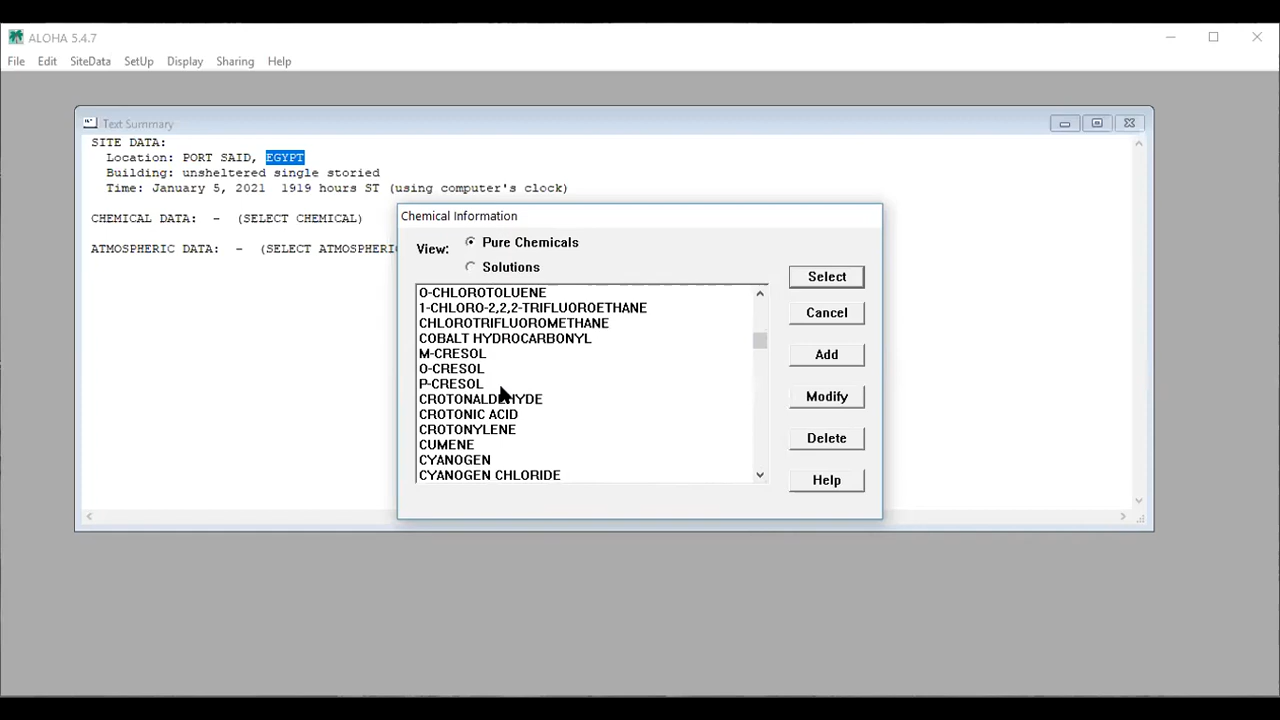 ALOHA 5.4.7
File Edit SiteData SetUp Display Sharing Help
Text Summary
SITE DATA:
Location: PORT SAID, EGYPT
Building: unsheltered single storied
Time: January 5, 2021 1919 hours ST (using computer's clock)
CHEMICAL DATA: - (SELECT CHEMICAL)
ATMOSPHERIC DATA: - (SELECT ATMOSPHERIC
Chemical Information
View: Pure Chemicals
Solutions
O-CHLOROTOLUENE
1-CHLORO-2,2,2-TRIFLUOROETHANE
CHLOROTRIFLUOROMETHANE
COBALT HYDROCARBONYL
M-CRESOL
O-CRESOL
P-CRESOL
CROTONALDEHYDE
CROTONIC ACID
CROTONYLENE
CUMENE
CYANOGEN
CYANOGEN CHLORIDE
Select
Cancel
Add
Modify
Delete
Help